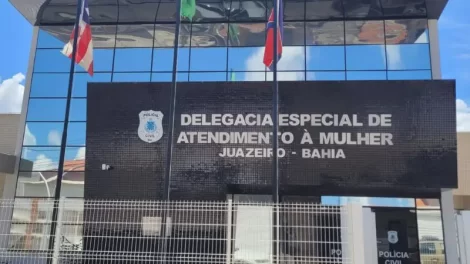 DELEGACIA ESPECIAL DE
ATENDIMENTO À MULHER
JUAZEIRO - BAHIA
POLÍCIA
CIVIL